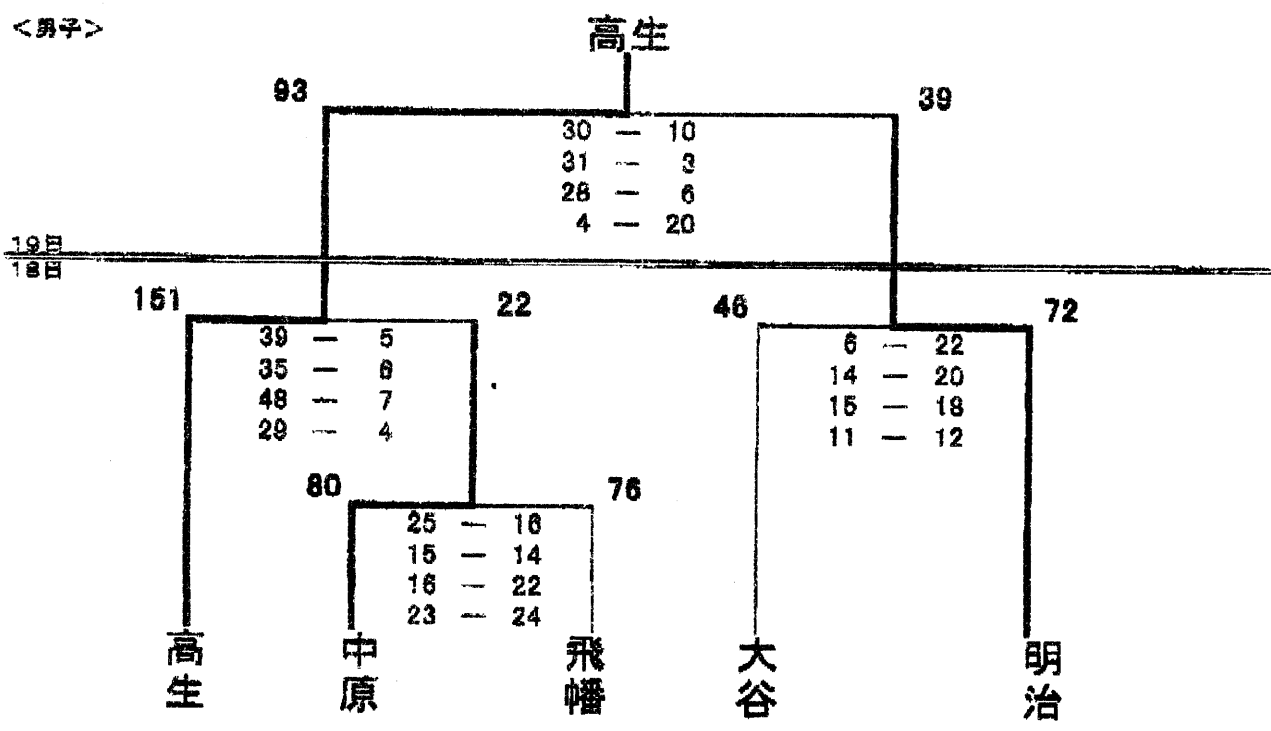 <男子>
高生
93
39
30 — 10
31 — 3
28 — 6
4 — 20
19日
18日
151
22
39 — 5
35 — 6
48 — 7
29 — 4
46
72
6 — 22
14 — 20
15 — 18
11 — 12
80
76
25 — 16
15 — 14
16 — 22
23 — 24
高生
中原
飛幡
大谷
明治